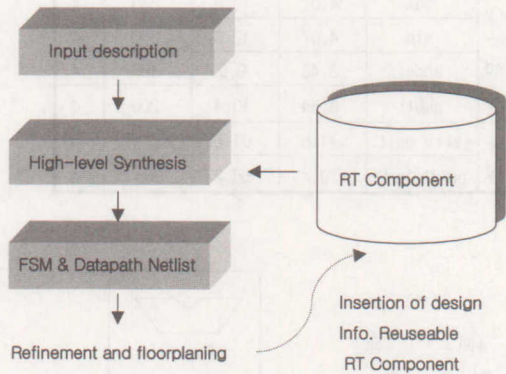 Input description
High-level Synthesis
RT Component
FSM & Datapath Netlist
Refinement and floorplaning
Insertion of design
Info. Reuseable
RT Component